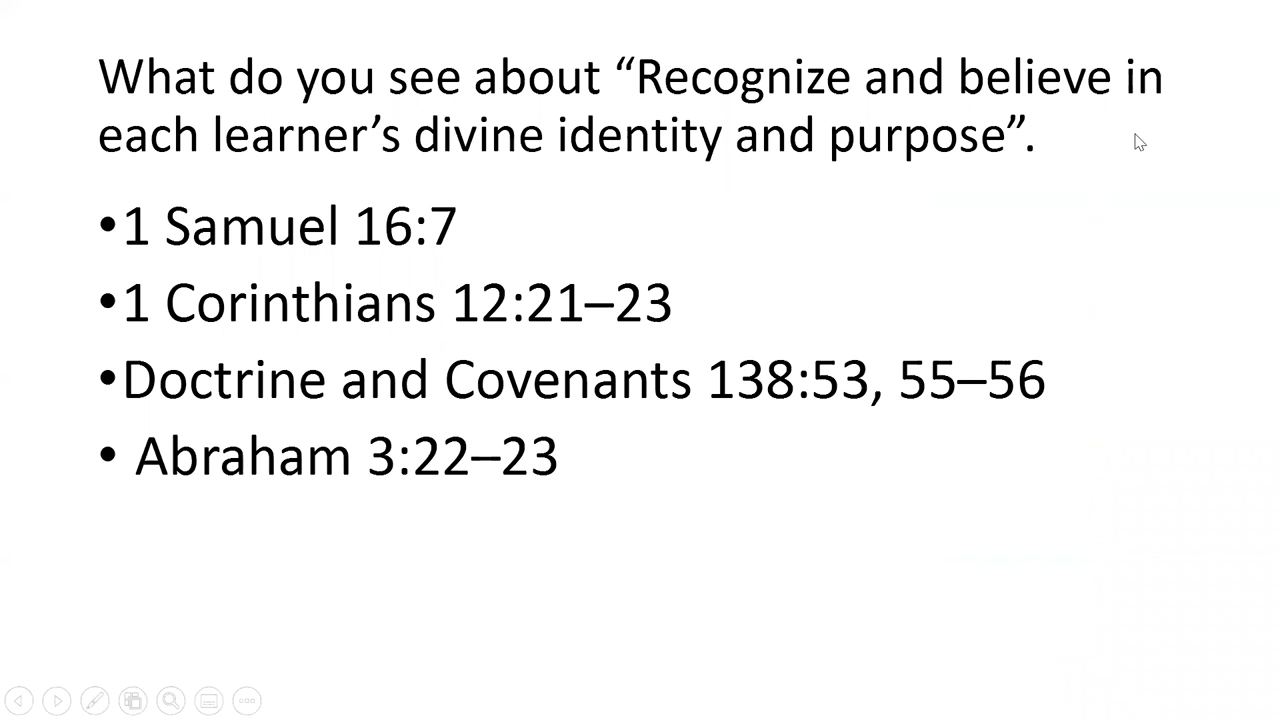 What do you see about “Recognize and believe in
each learner’s divine identity and purpose”.
•1 Samuel 16:7
•1 Corinthians 12:21–23
•Doctrine and Covenants 138:53, 55–56
• Abraham 3:22–23